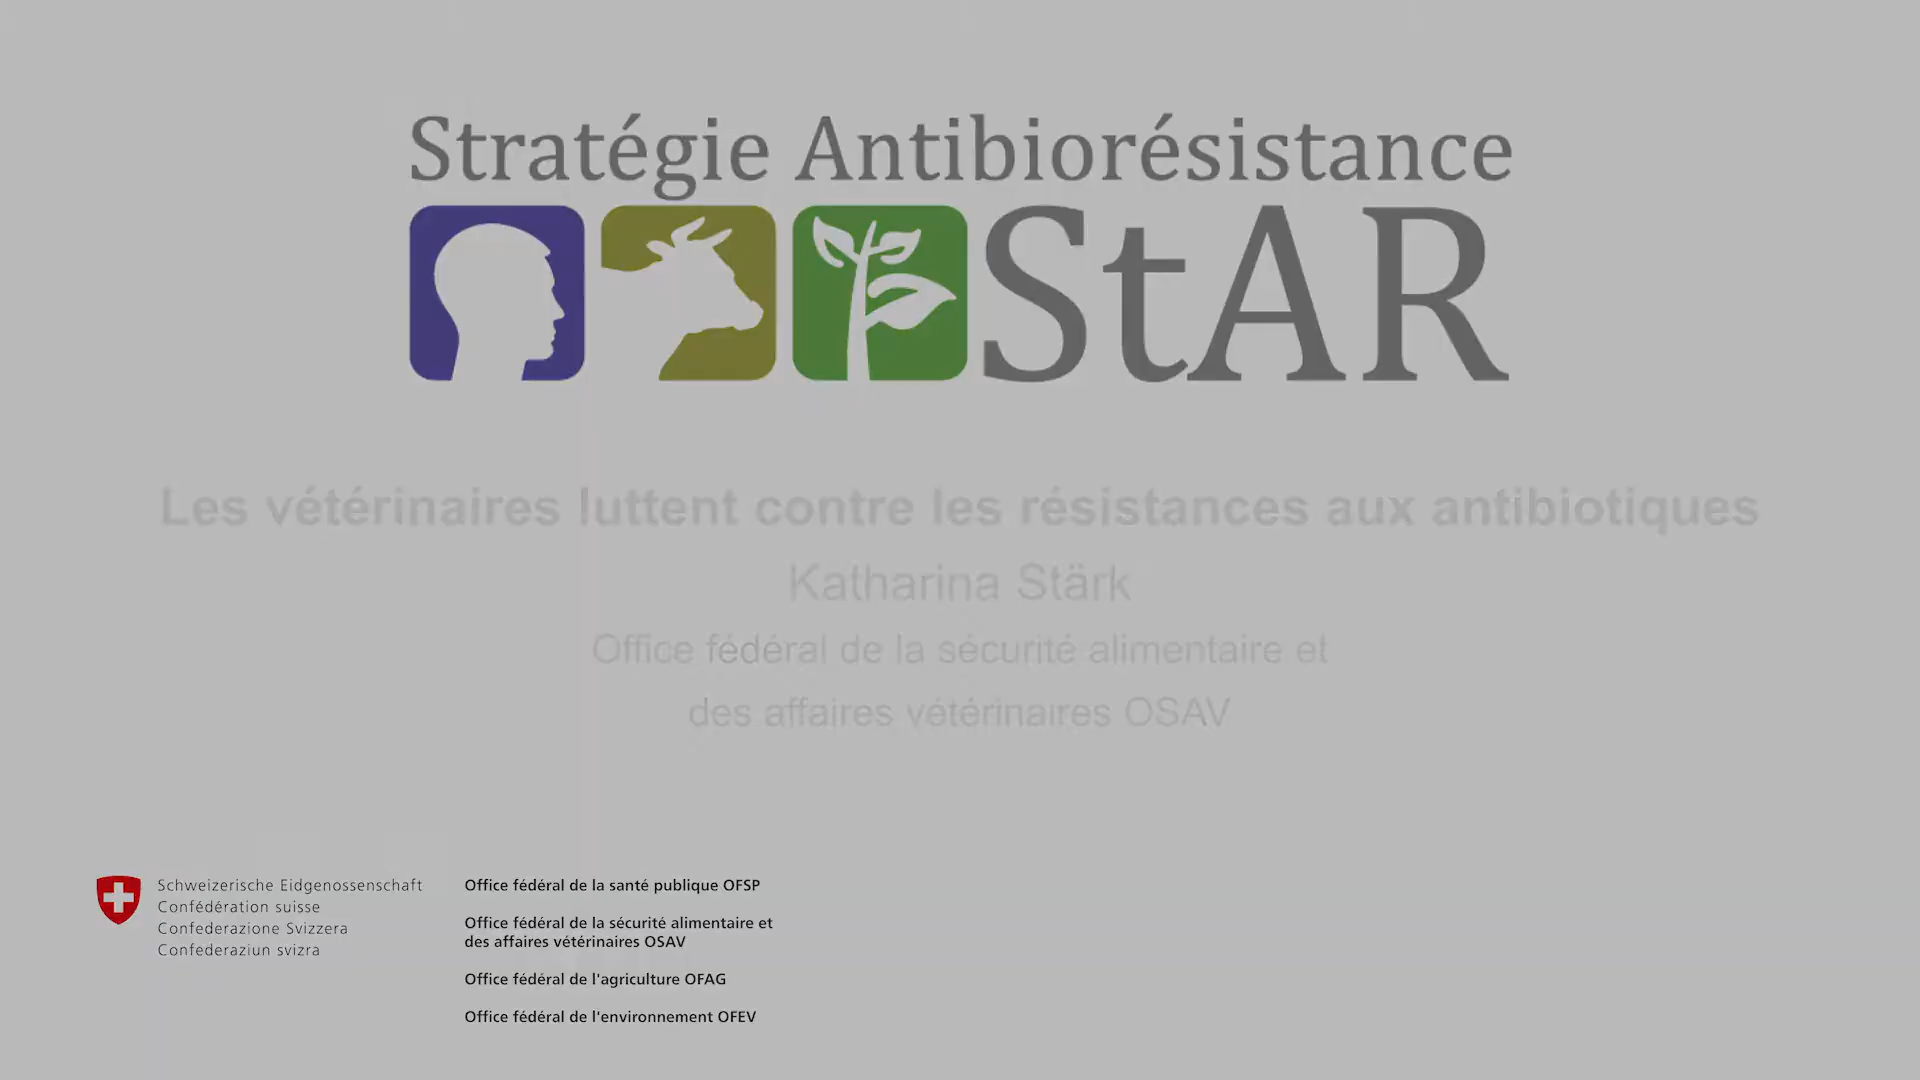 Stratégie Antibiorésistance
StAR
Les vétérinaires luttent contre les résistances aux antibiotiques
Katharina Stärk
Office fédéral de la sécurité alimentaire et
des affaires vétérinaires OSAV
Schweizerische Eidgenossenschaft
Confédération suisse
Confederazione Svizzera
Confederaziun svizra
Office fédéral de la santé publique OFSP
Office fédéral de la sécurité alimentaire et
des affaires vétérinaires OSAV
Office fédéral de l'agriculture OFAG
Office fédéral de l'environnement OFEV